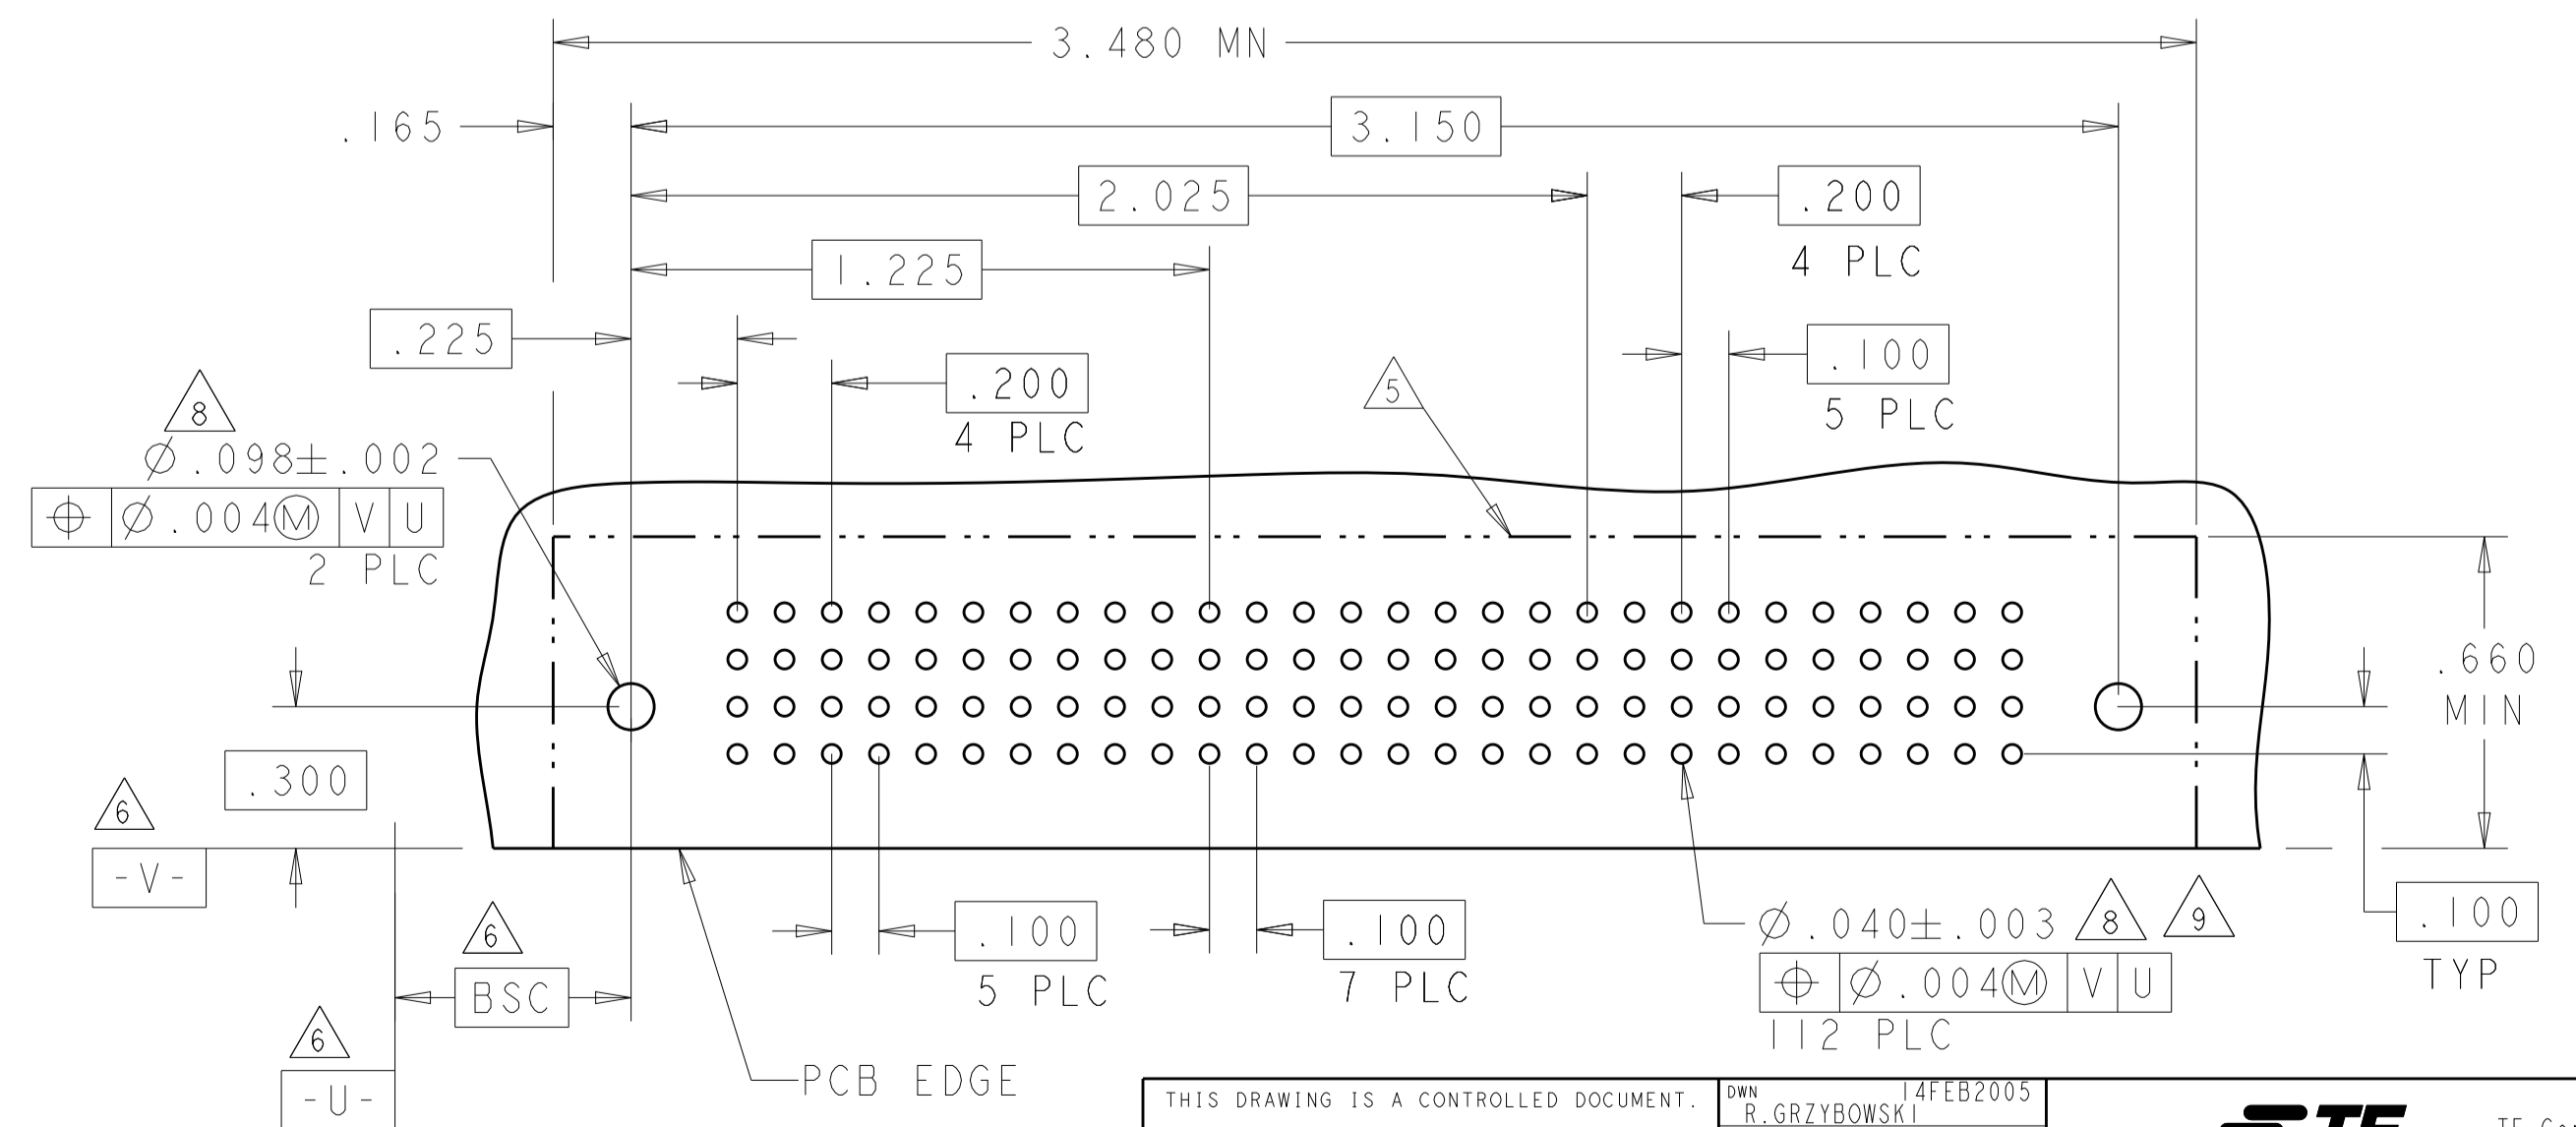 3.480 MN
.165
3.150
2.025
.200
4 PLC
1.225
.225
.200
4 PLC
.100
5 PLC
5
8
Ø.098±.002
⌖ Ø.004Ⓜ V U
2 PLC
.660
MIN
.300
6
-V-
6
BSC
6
-U-
.100
5 PLC
.100
7 PLC
Ø.040±.003 8 9
⌖ Ø.004Ⓜ V U
112 PLC
.100
TYP
PCB EDGE
THIS DRAWING IS A CONTROLLED DOCUMENT.
DWN 14FEB2005
R.GRZYBOWSKI
TE
TE